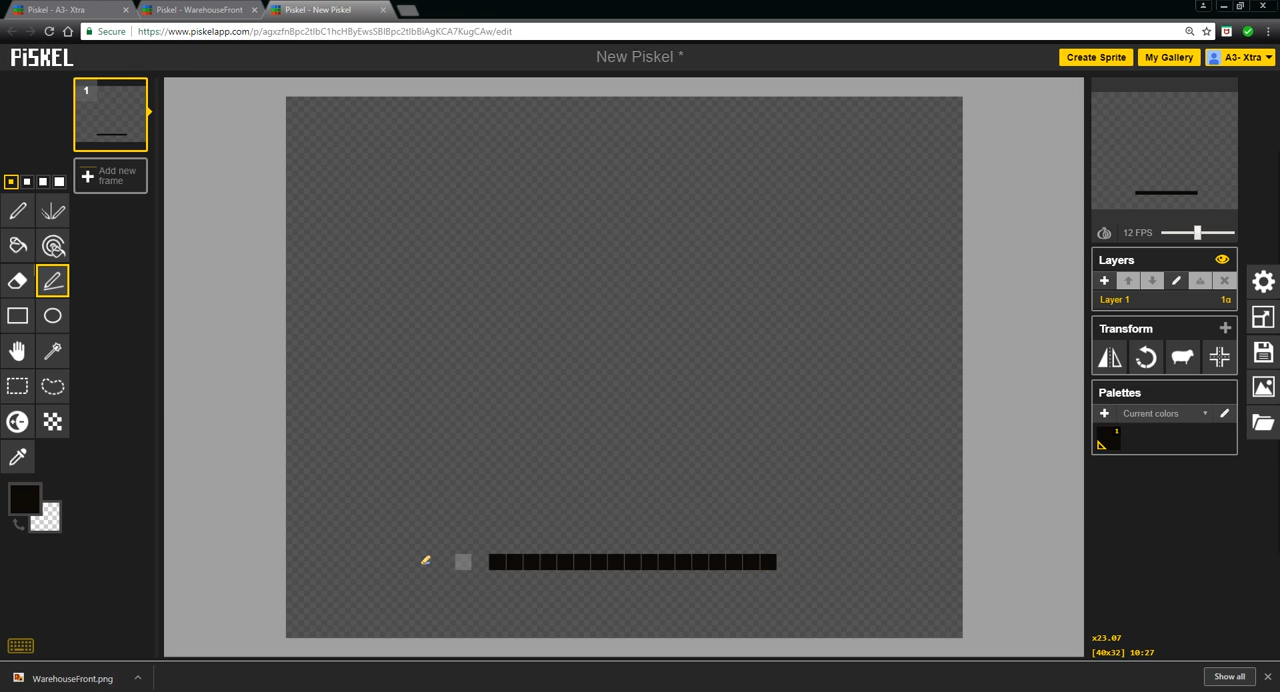 Piskel - A3- Xtra
Piskel - WarehouseFront
Piskel - New Piskel
Secure
https://www.piskelapp.com/p/agxzfnBpc2tlbC1hcHByEwsSBlBpc2tlbBiAgKCA7KugCAw/edit
PiSKEL
New Piskel *
Create Sprite
My Gallery
A3- Xtra
1
Add new
frame
12 FPS
Layers
Layer 1
1α
Transform
Palettes
Current colors
1
x23.07
[40x32] 10:27
WarehouseFront.png
Show all